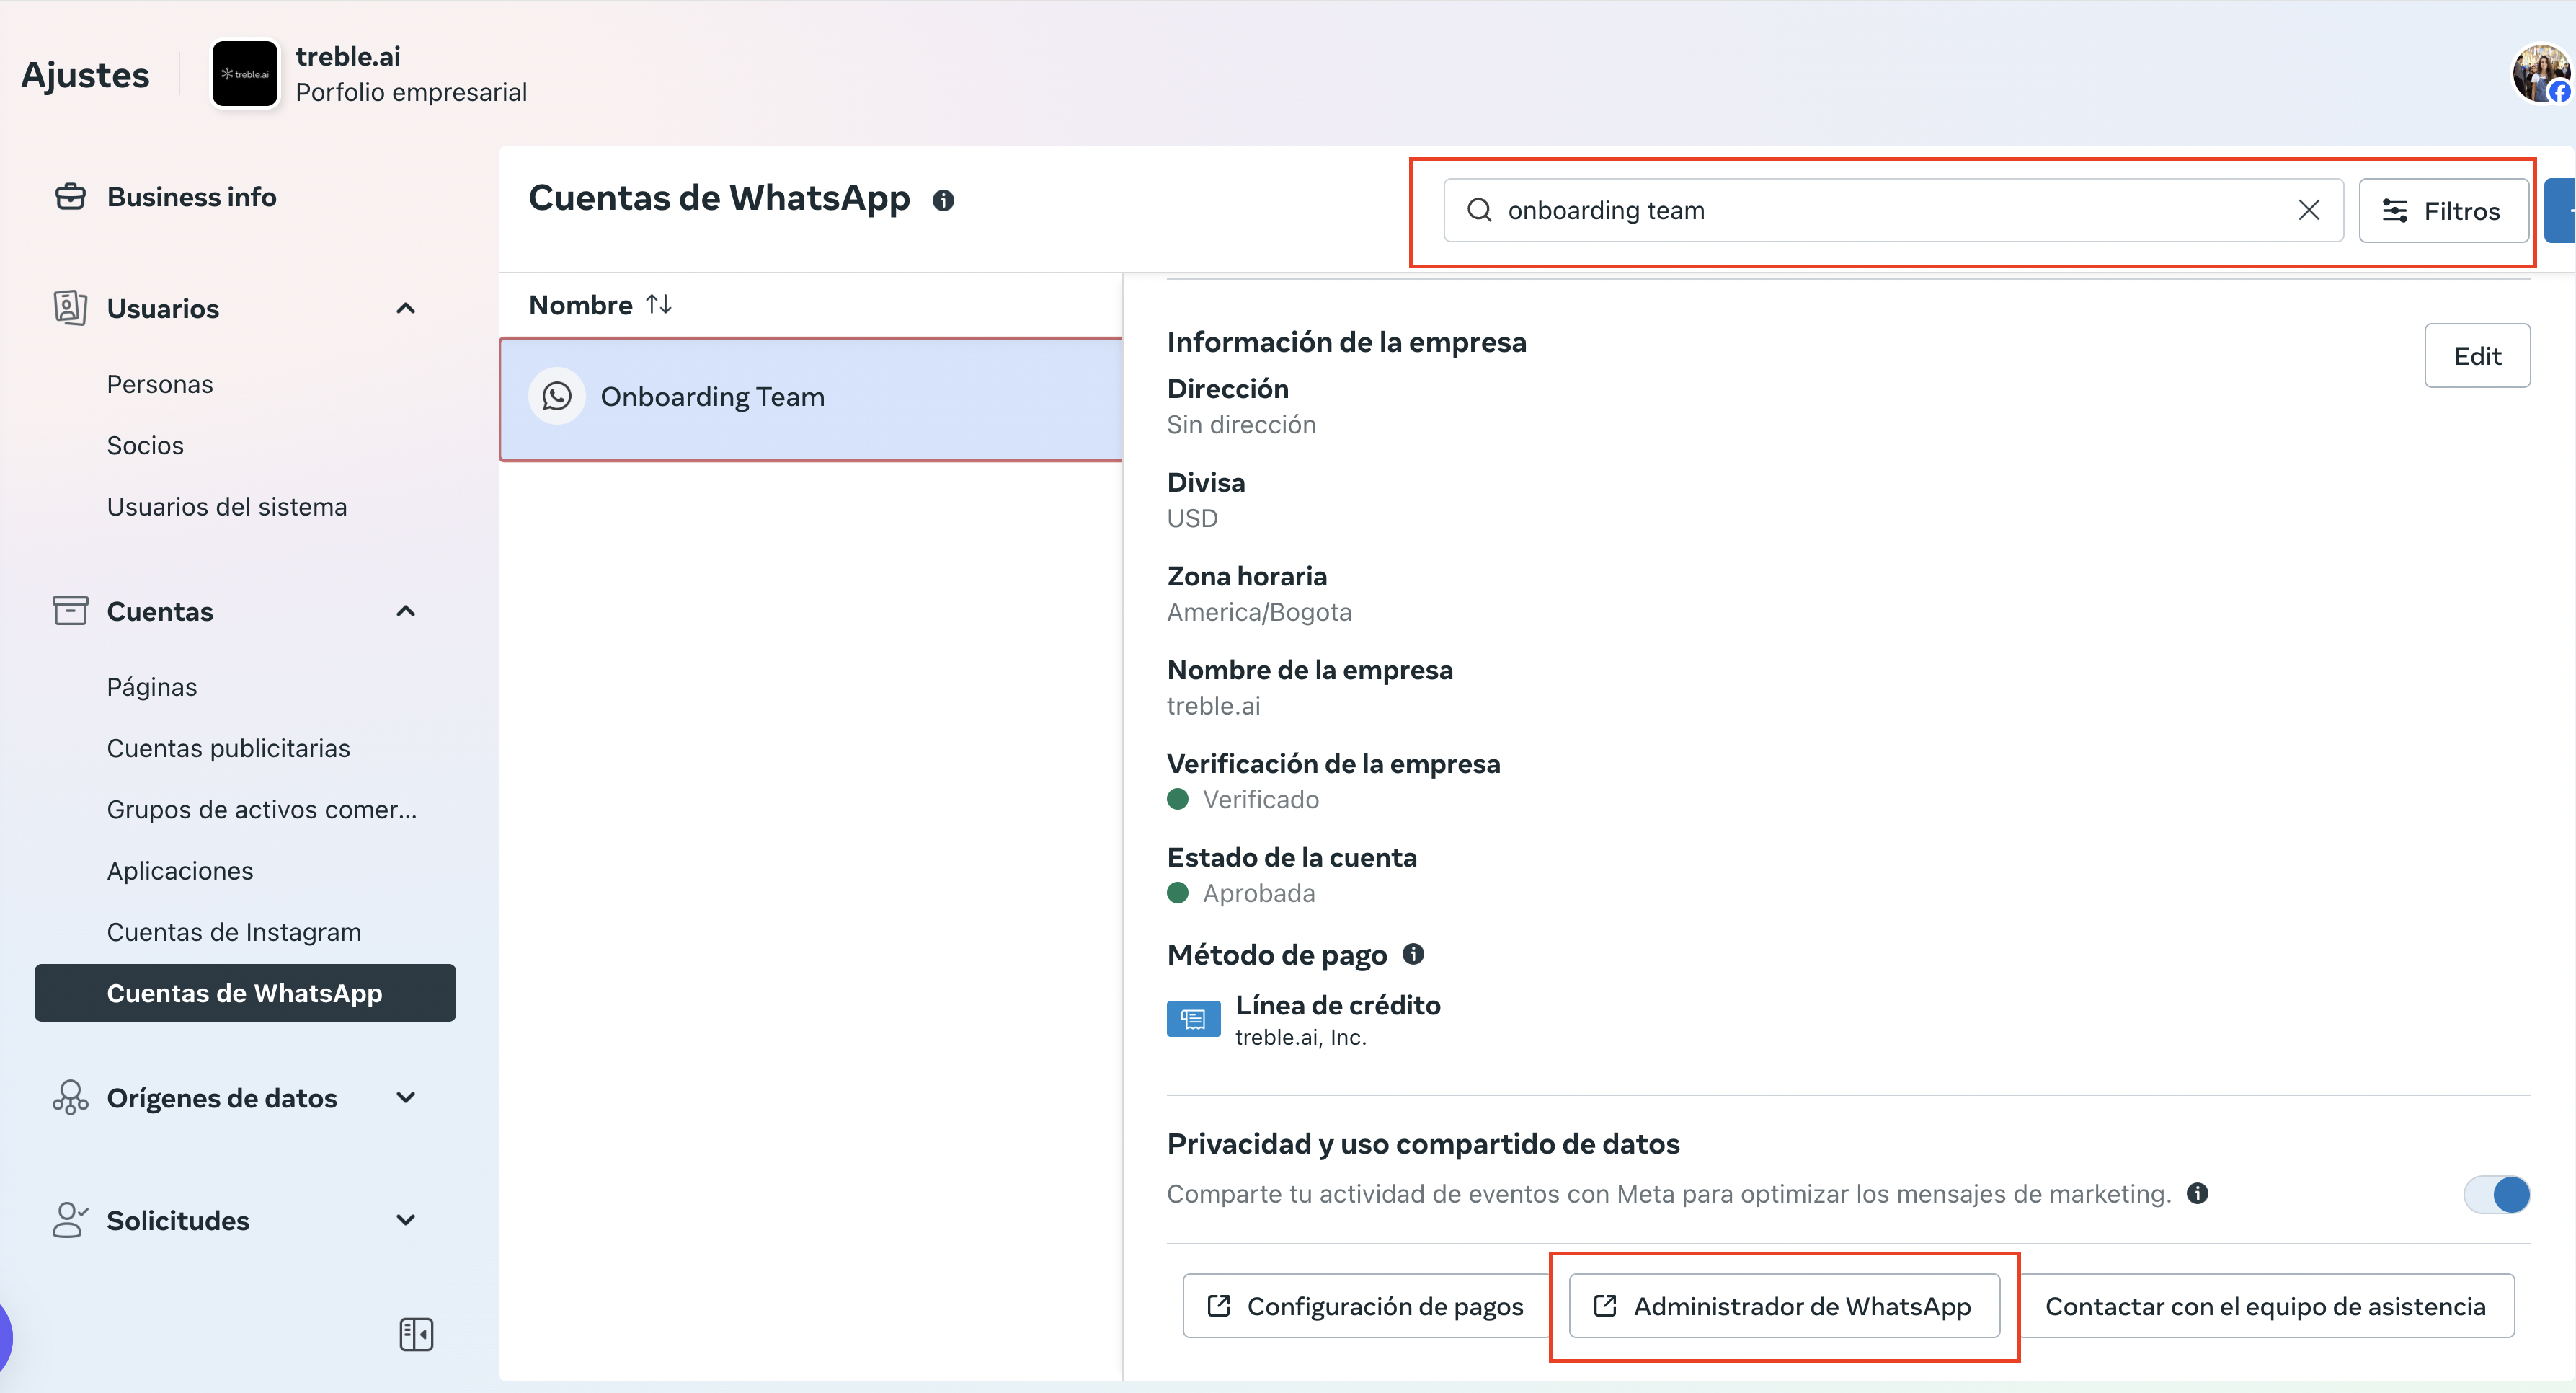 Ajustes
treble.ai
treble.ai
Porfolio empresarial
Business info
Usuarios
Personas
Socios
Usuarios del sistema
Cuentas
Páginas
Cuentas publicitarias
Grupos de activos comer...
Aplicaciones
Cuentas de Instagram
Cuentas de WhatsApp
Orígenes de datos
Solicitudes
Cuentas de WhatsApp
onboarding team
Filtros
Nombre
Onboarding Team
Información de la empresa
Edit
Dirección
Sin dirección
Divisa
USD
Zona horaria
America/Bogota
Nombre de la empresa
treble.ai
Verificación de la empresa
Verificado
Estado de la cuenta
Aprobada
Método de pago
Línea de crédito
treble.ai, Inc.
Privacidad y uso compartido de datos
Comparte tu actividad de eventos con Meta para optimizar los mensajes de marketing.
Configuración de pagos
Administrador de WhatsApp
Contactar con el equipo de asistencia